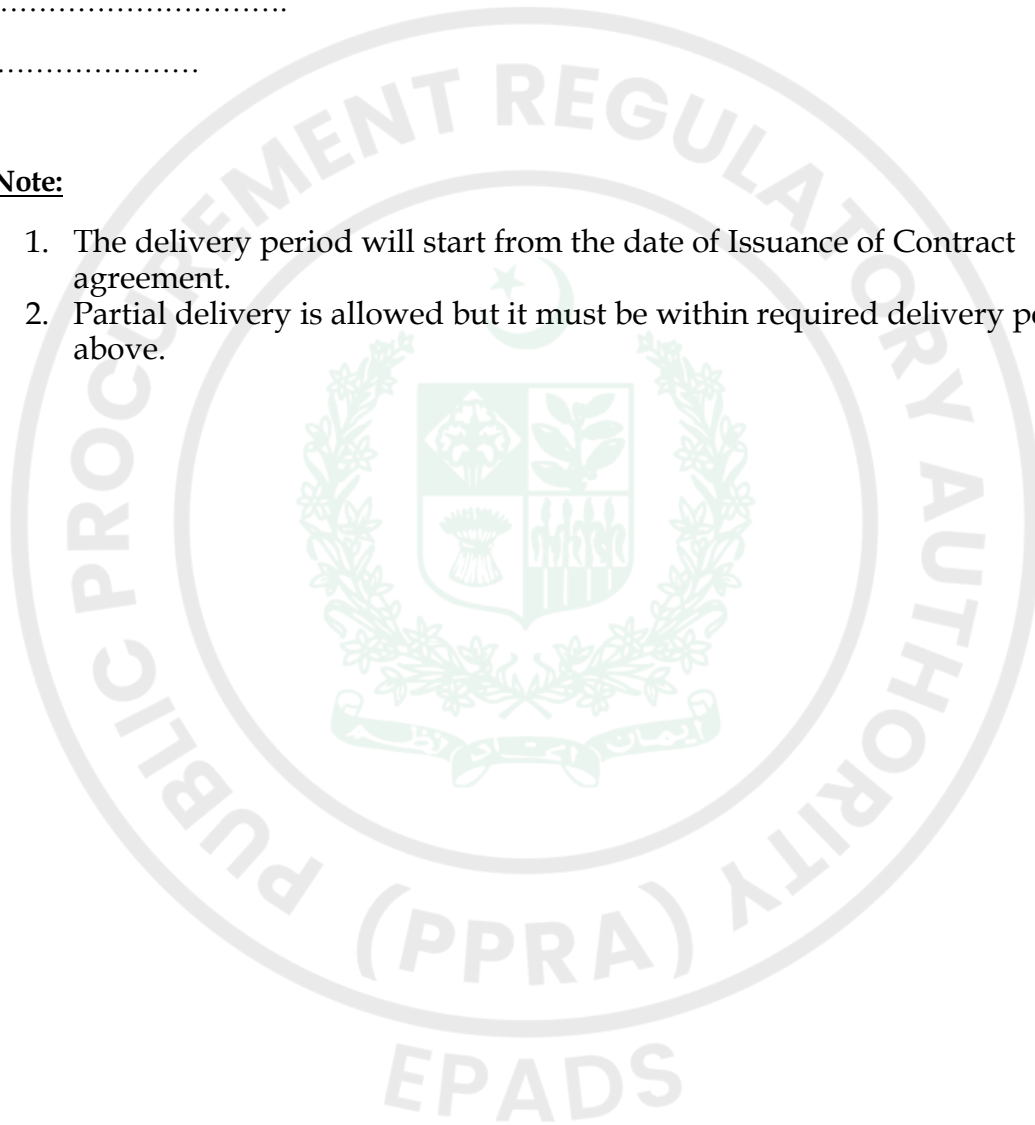 ………………………….
…………………
Note:
1. The delivery period will start from the date of Issuance of Contract
agreement.
2. Partial delivery is allowed but it must be within required delivery
above.
PUBLIC PROCUREMENT REGULATORY AUTHORITY
(PPRA)
EPADS